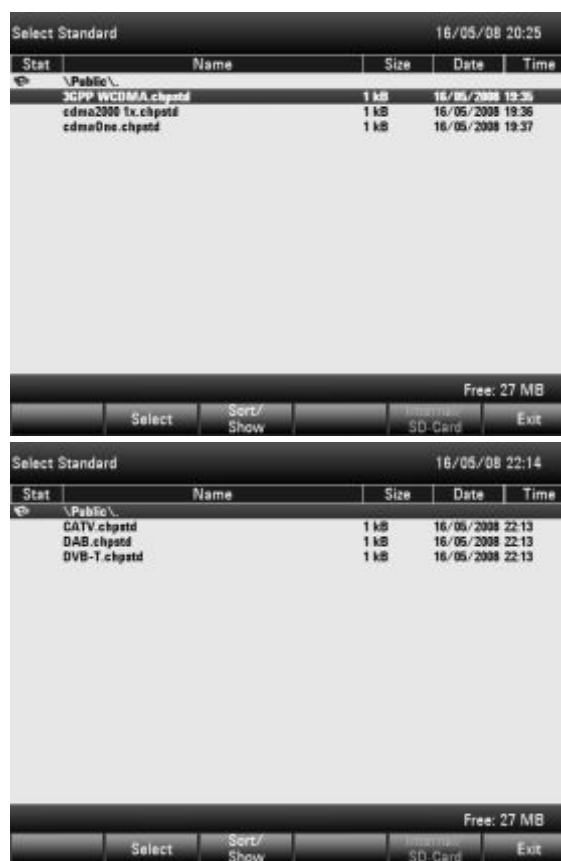 Select Standard 16/05/08 20:25
Stat Name Size Date Time
\Public\..
3GPP WCDMA.chpstd 1 kB 16/05/2008 19:35
cdma2000 1x.chpstd 1 kB 16/05/2008 19:36
cdmaOne.chpstd 1 kB 16/05/2008 19:37
Free: 27 MB
Select Sort/ Show Internal/ SD-Card Exit
Select Standard 16/05/08 22:14
Stat Name Size Date Time
\Public\..
CATV.chpstd 1 kB 16/05/2008 22:13
DAB.chpstd 1 kB 16/05/2008 22:13
DVB-T.chpstd 1 kB 16/05/2008 22:13
Free: 27 MB
Select Sort/ Show Internal/ SD-Card Exit